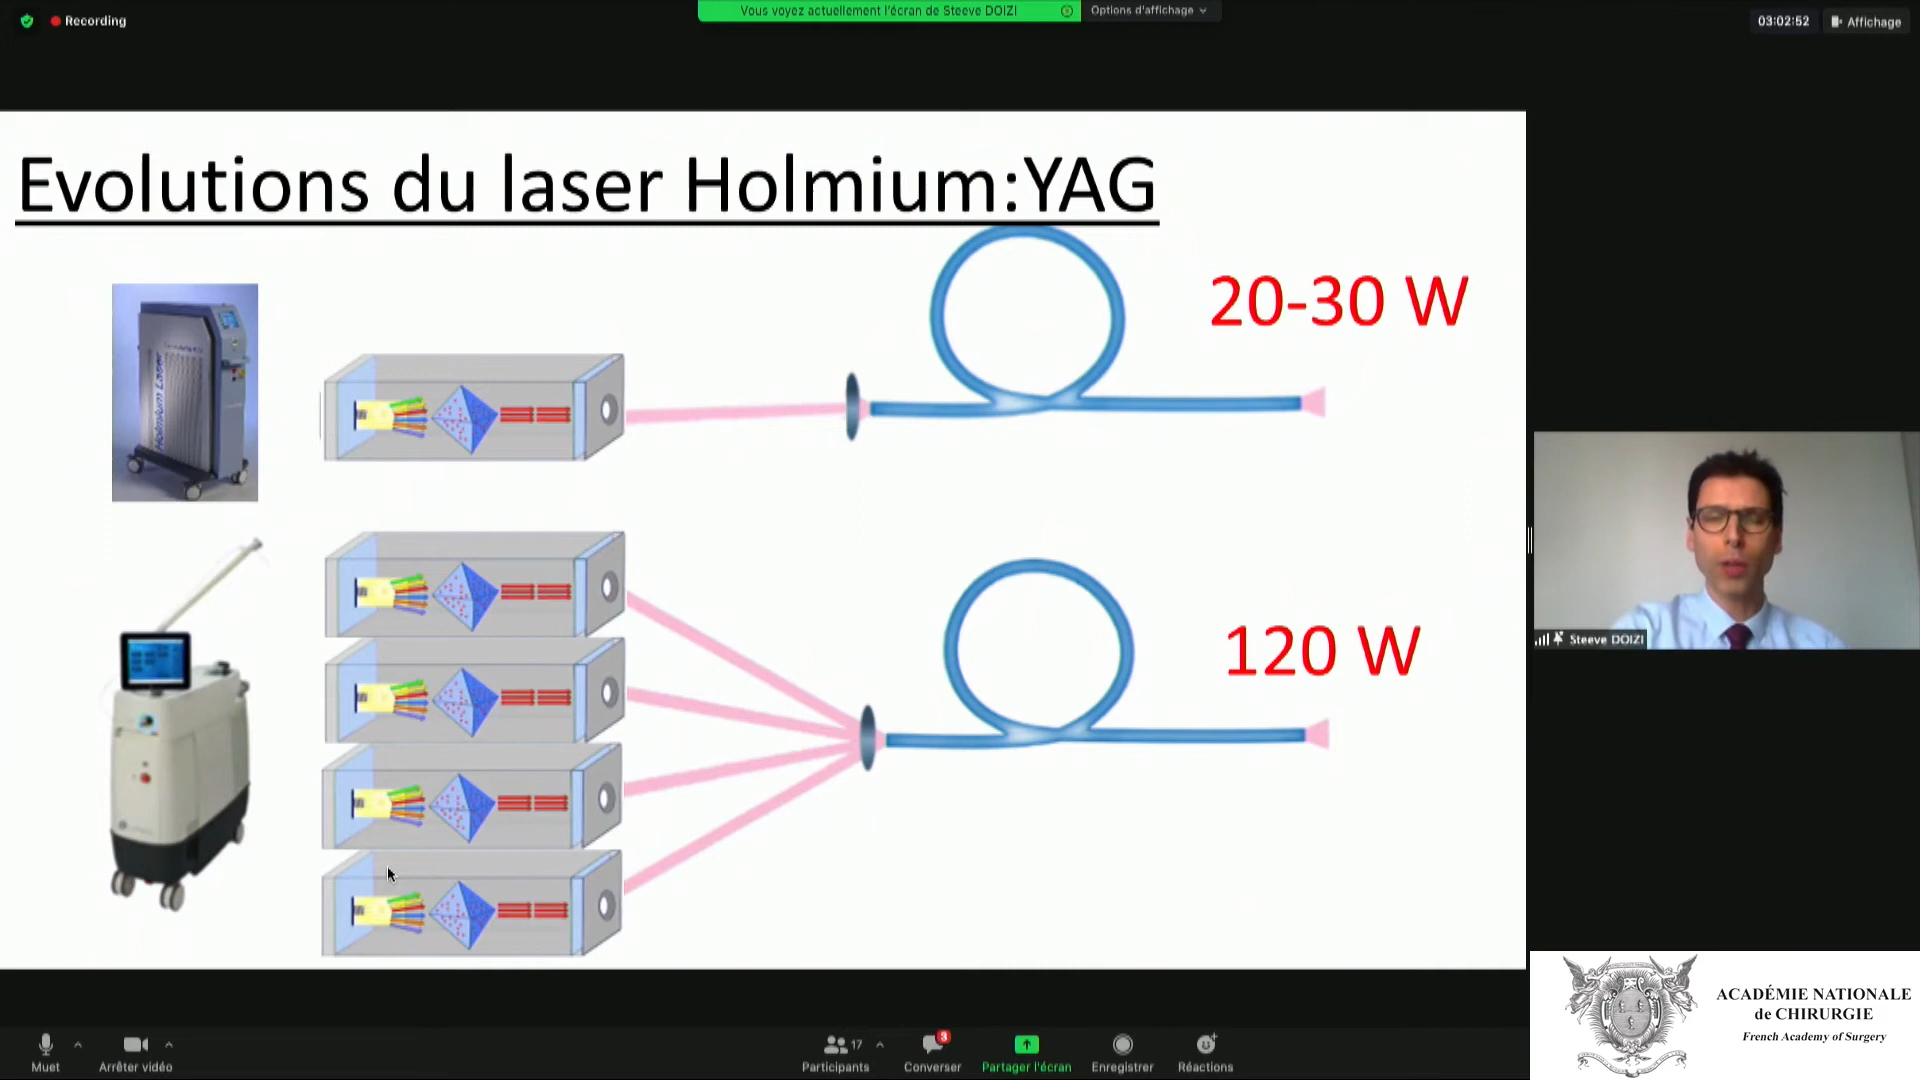 Recording
Vous voyez actuellement l'écran de Steeve DOIZI
Options d'affichage
03:02:52
Affichage
Evolutions du laser Holmium:YAG
20-30 W
Holmium Laser
120 W
Steeve DOIZI
ACADÉMIE NATIONALE
de CHIRURGIE
French Academy of Surgery
Muet
Arrêter vidéo
17
Participants
3
Converser
Partager l'écran
Enregistrer
Réactions